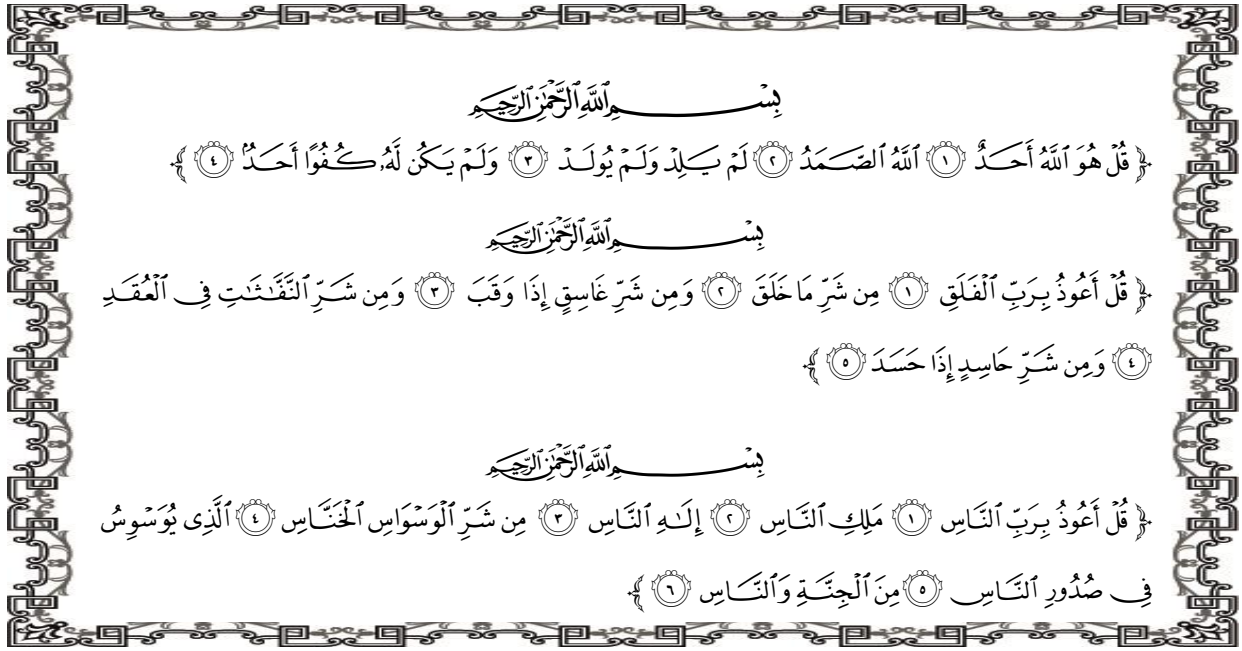 بِسْمِ ٱللَّهِ ٱلرَّحْمَٰنِ ٱلرَّحِيمِ
﴿ قُلْ هُوَ ٱللَّهُ أَحَدٌ ١ ٱللَّهُ ٱلصَّمَدُ ٢ لَمْ يَلِدْ وَلَمْ يُولَدْ ٣ وَلَمْ يَكُن لَّهُۥ كُفُوًا أَحَدٌۢ ٤ ﴾
بِسْمِ ٱللَّهِ ٱلرَّحْمَٰنِ ٱلرَّحِيمِ
﴿ قُلْ أَعُوذُ بِرَبِّ ٱلْفَلَقِ ١ مِن شَرِّ مَا خَلَقَ ٢ وَمِن شَرِّ غَاسِقٍ إِذَا وَقَبَ ٣ وَمِن شَرِّ ٱلنَّفَّٰثَٰتِ فِى ٱلْعُقَدِ
٤ وَمِن شَرِّ حَاسِدٍ إِذَا حَسَدَ ٥ ﴾
بِسْمِ ٱللَّهِ ٱلرَّحْمَٰنِ ٱلرَّحِيمِ
﴿ قُلْ أَعُوذُ بِرَبِّ ٱلنَّاسِ ١ مَلِكِ ٱلنَّاسِ ٢ إِلَٰهِ ٱلنَّاسِ ٣ مِن شَرِّ ٱلْوَسْوَاسِ ٱلْخَنَّاسِ ٤ ٱلَّذِى يُوَسْوِسُ
فِى صُدُورِ ٱلنَّاسِ ٥ مِنَ ٱلْجِنَّةِ وَٱلنَّاسِ ٦ ﴾